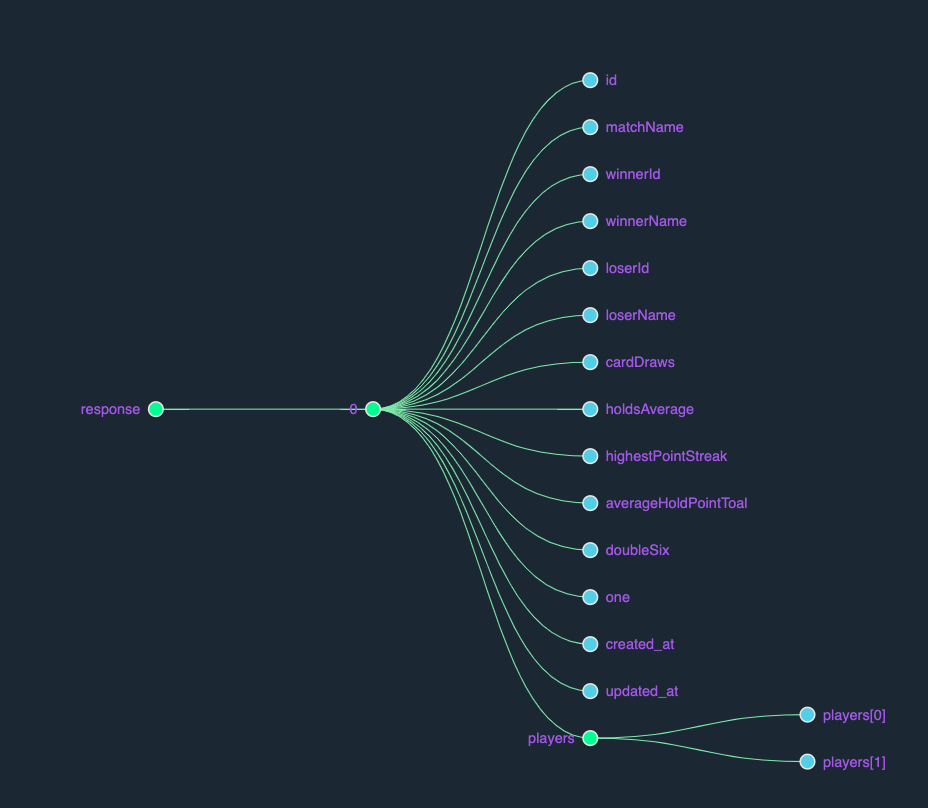 id
matchName
winnerId
winnerName
loserId
loserName
cardDraws
response
0
holdsAverage
highestPointStreak
averageHoldPointToal
doubleSix
one
created_at
updated_at
players
players[0]
players[1]